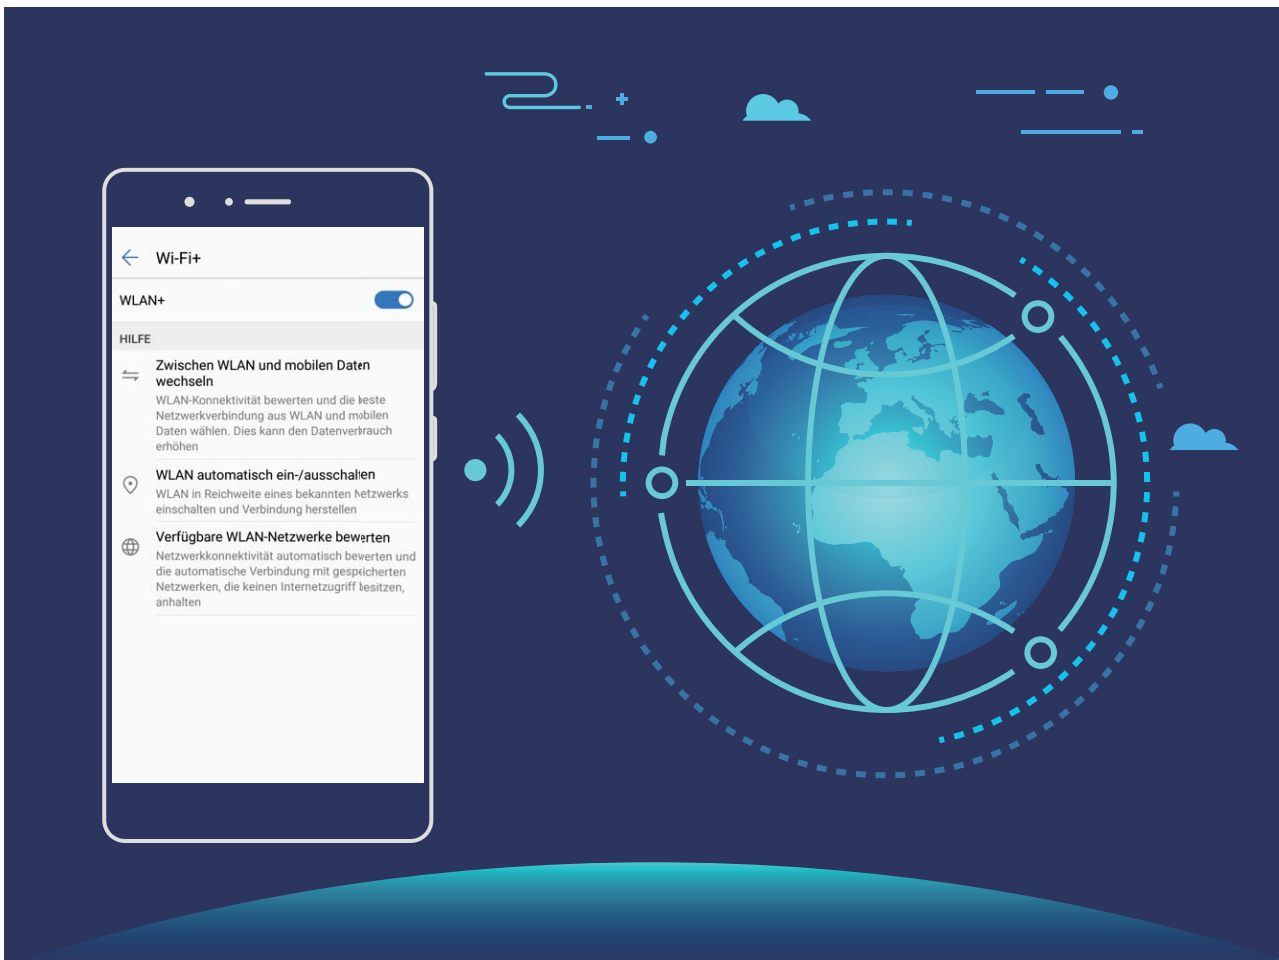 Wi-Fi+
WLAN+
HILFE
Zwischen WLAN und mobilen Daten
wechseln
WLAN-Konnektivität bewerten und die beste
Netzwerkverbindung aus WLAN und mobilen
Daten wählen. Dies kann den Datenverbrauch
erhöhen
WLAN automatisch ein-/ausschalten
WLAN in Reichweite eines bekannten Netzwerks
einschalten und Verbindung herstellen
Verfügbare WLAN-Netzwerke bewerten
Netzwerkkonnektivität automatisch bewerten und
die automatische Verbindung mit gespeicherten
Netzwerken, die keinen Internetzugriff besitzen,
anhalten